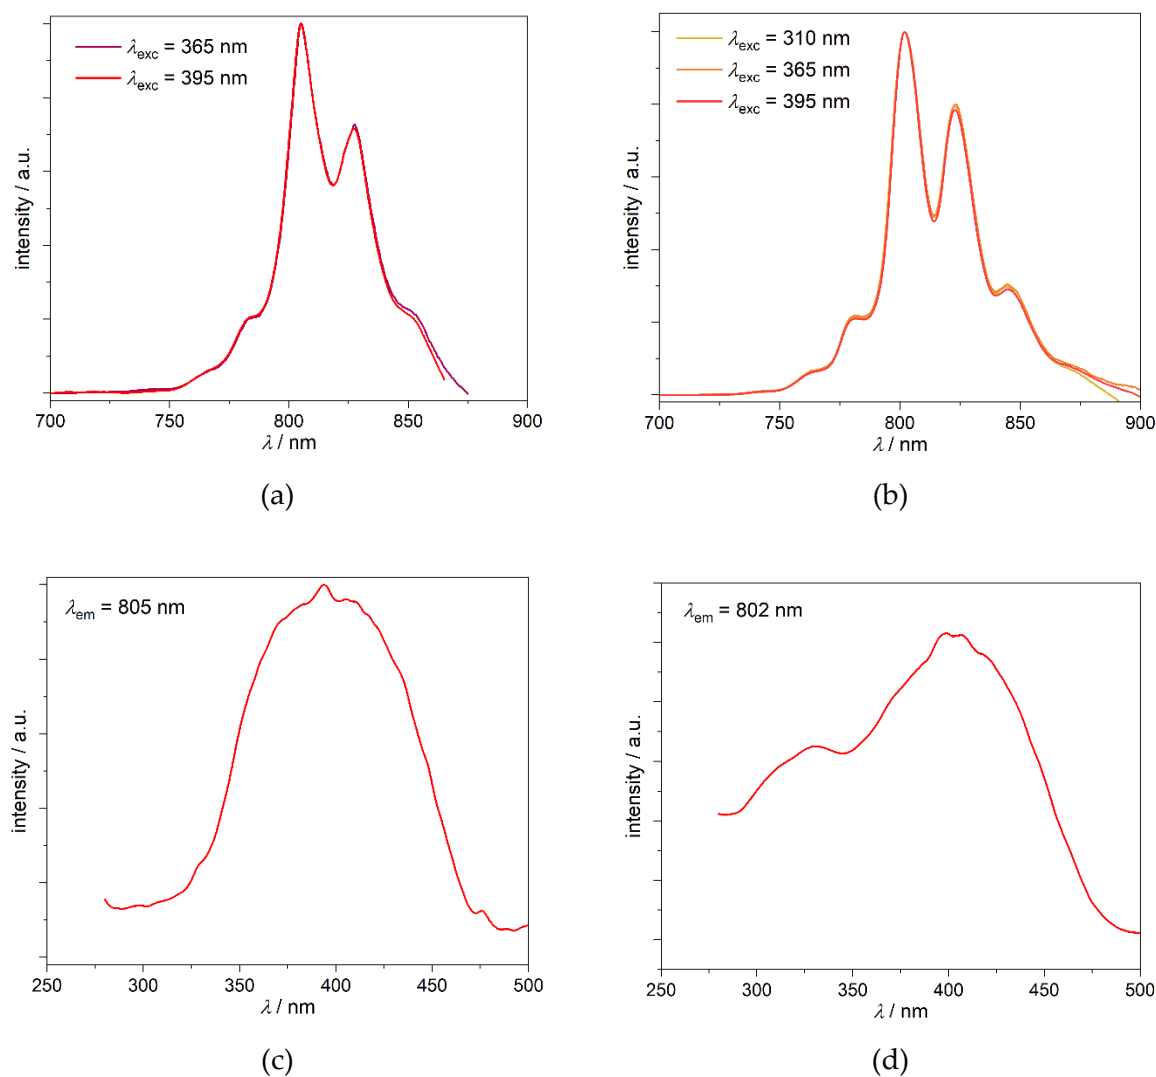 λexc = 365 nm
λexc = 395 nm
intensity / a.u.
700 750 800 850 900
λ / nm
(a)
λexc = 310 nm
λexc = 365 nm
λexc = 395 nm
intensity / a.u.
700 750 800 850 900
λ / nm
(b)
λem = 805 nm
intensity / a.u.
250 300 350 400 450 500
λ / nm
(c)
λem = 802 nm
intensity / a.u.
250 300 350 400 450 500
λ / nm
(d)